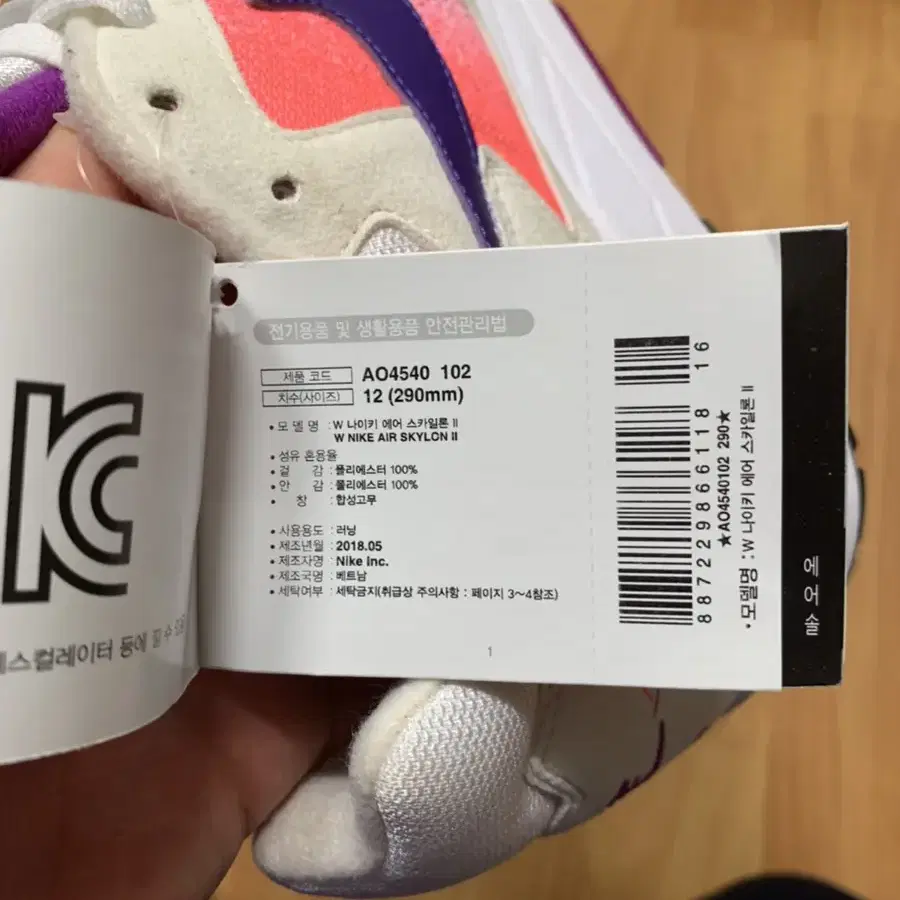 전기용품 및 생활용품 안전관리법
제품 코드 AO4540 102
치수(사이즈) 12 (290mm)
• 모 델 명 : W 나이키 에어 스카일론 II
W NIKE AIR SKYLON II
• 섬유 혼용율
• 겉 감 : 폴리에스터 100%
• 안 감 : 폴리에스터 100%
• 창 : 합성고무
• 사용용도 : 러닝
• 제조년월 : 2018.05
• 제조자명 : Nike Inc.
• 제조국명 : 베트남
• 세탁여부 : 세탁금지(취급상 주의사항 : 페이지 3~4참조)
1
887229866118 16
★AO4540102 290★
• 모델명 : W 나이키 에어 스카일론 II
에어솔
KC
에스컬레이터 등에